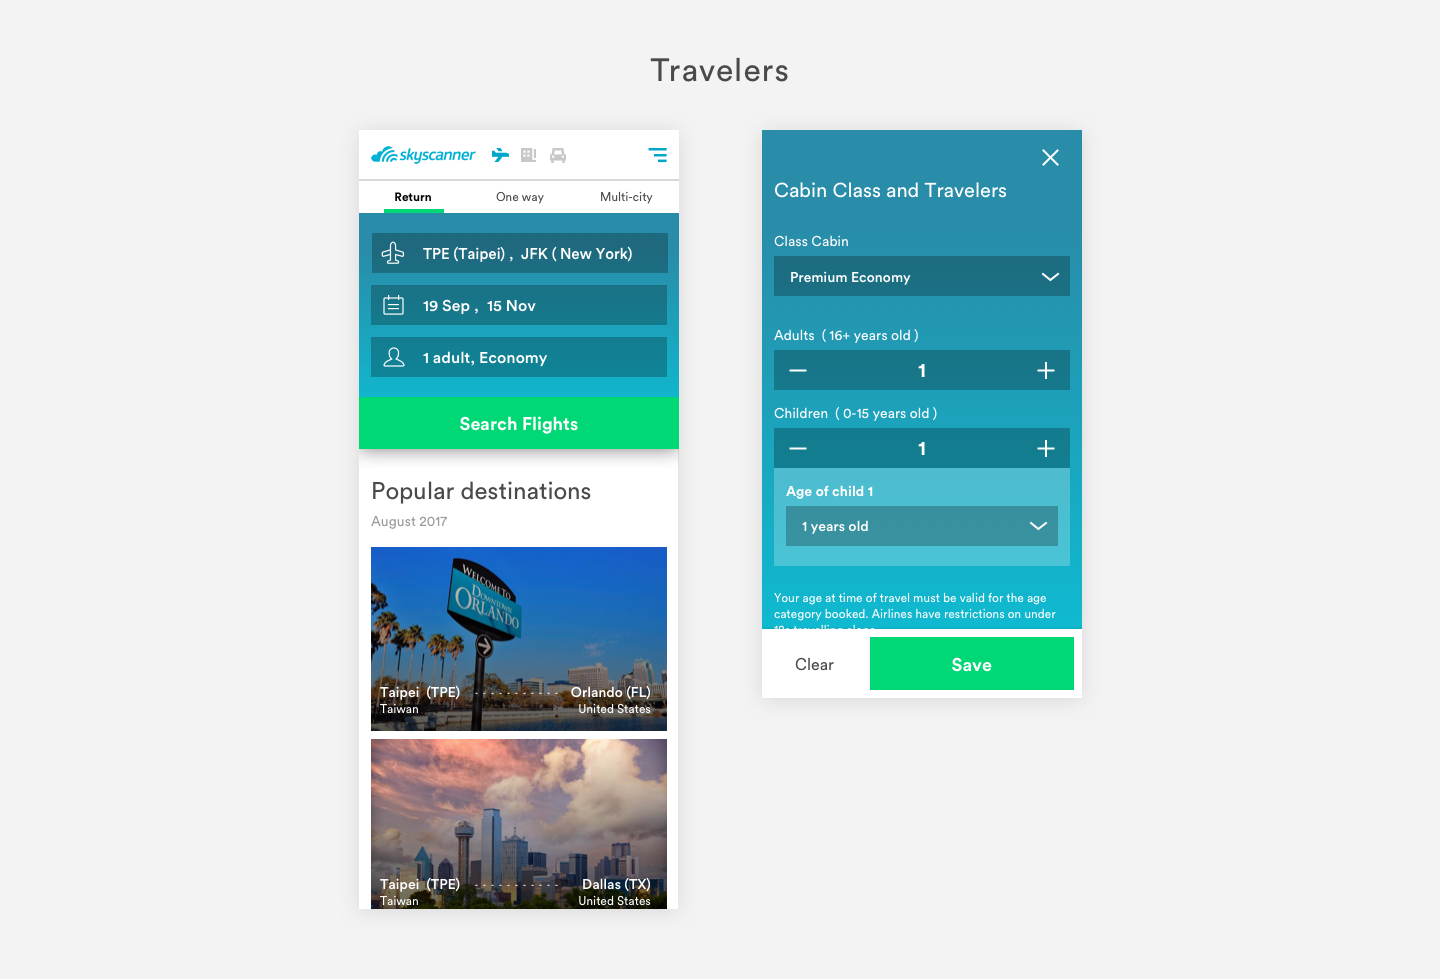 Travelers
skyscanner
Return
One way
Multi-city
TPE (Taipei) , JFK ( New York)
19 Sep , 15 Nov
1 adult, Economy
Search Flights
Popular destinations
August 2017
WELCOME TO
DOWNTOWN
ORLANDO
Taipei (TPE) - - - - - - - - - - - Orlando (FL)
Taiwan
United States
Taipei (TPE) - - - - - - - - - - - Dallas (TX)
Taiwan
United States
Cabin Class and Travelers
Class Cabin
Premium Economy
Adults ( 16+ years old )
1
Children ( 0-15 years old )
1
Age of child 1
1 years old
Your age at time of travel must be valid for the age
category booked. Airlines have restrictions on under
Clear
Save